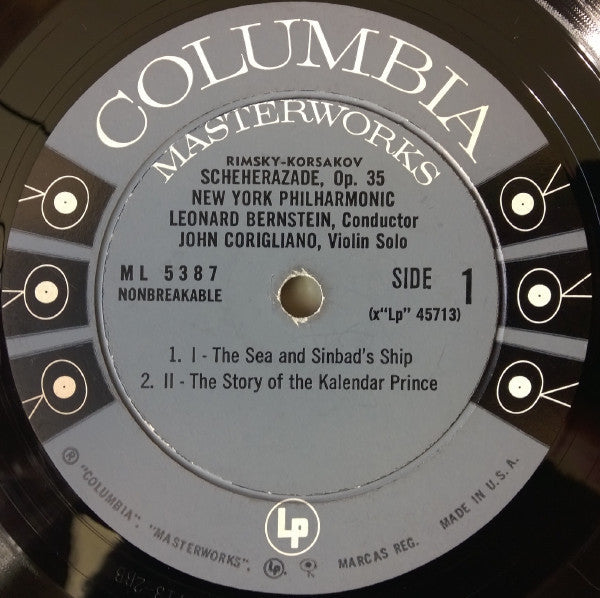 COLUMBIA
MASTERWORKS
RIMSKY-KORSAKOV
SCHEHERAZADE, Op. 35
NEW YORK PHILHARMONIC
LEONARD BERNSTEIN, Conductor
JOHN CORIGLIANO, Violin Solo
ML 5387
NONBREAKABLE
SIDE 1
(x"Lp" 45713)
1. I - The Sea and Sinbad's Ship
2. II - The Story of the Kalendar Prince
® "COLUMBIA", "MASTERWORKS", Lp, MARCAS REG. MADE IN U.S.A.
Lp